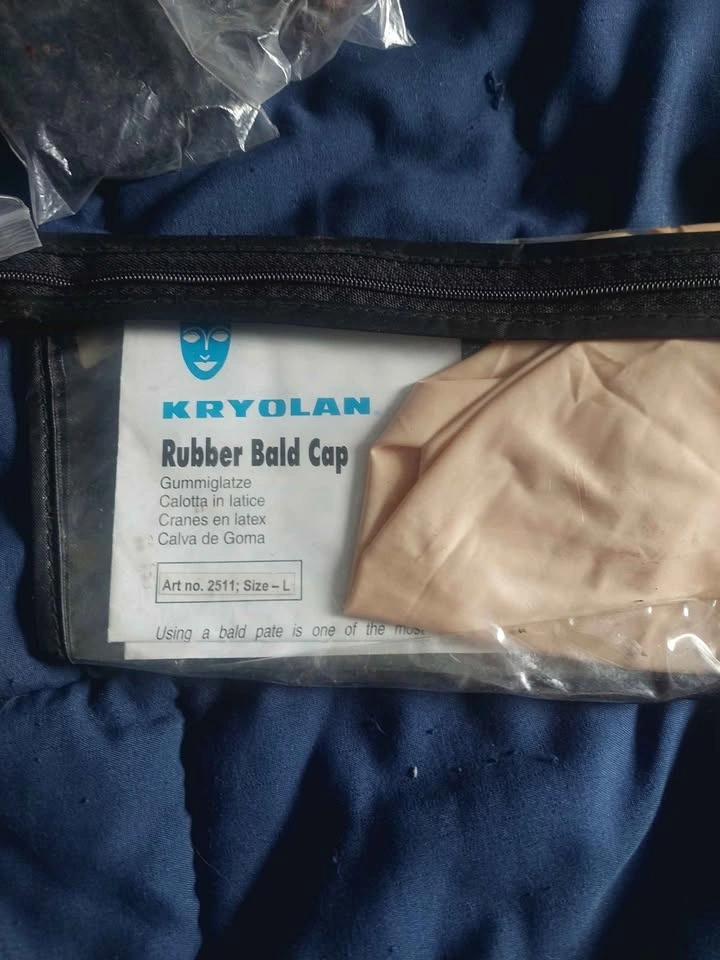 KRYOLAN
Rubber Bald Cap
Gummiglatze
Calotta in latice
Cranes en latex
Calva de Goma
Art no. 2511; Size – L
Using a bald pate is one of the most